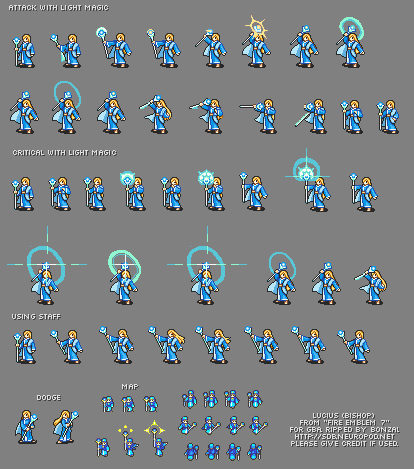 ATTACK WITH LIGHT MAGIC
CRITICAL WITH LIGHT MAGIC
USING STAFF
DODGE
MAP
LUCIUS (BISHOP)
FROM "FIRE EMBLEM 7"
FOR GBA RIPPED BY BONZAI
HTTP://SDB.NEUROPOD.NET
PLEASE GIVE CREDIT IF USED.